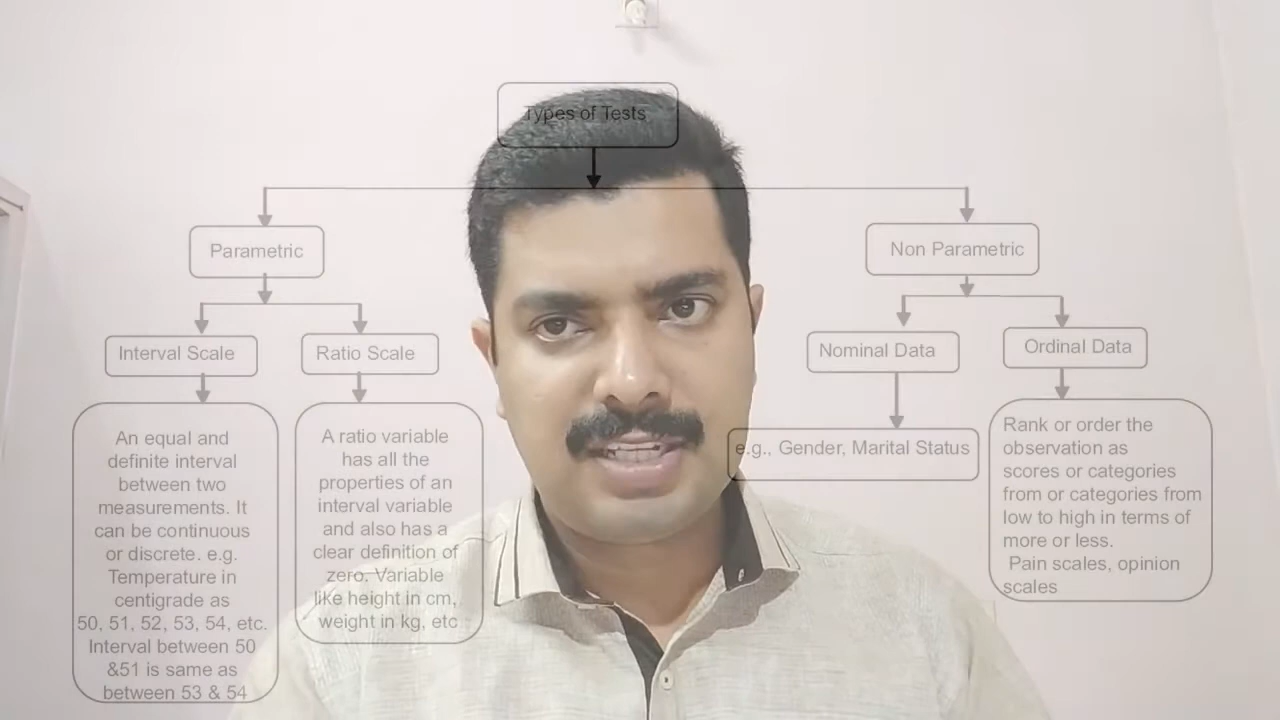 Types of Tests
Parametric
Non Parametric
Interval Scale
Ratio Scale
Nominal Data
Ordinal Data
An equal and
definite interval
between two
measurements. It
can be continuous
or discrete. e.g.
Temperature in
centigrade as
50, 51, 52, 53, 54, etc.
Interval between 50
&51 is same as
between 53 & 54
A ratio variable
has all the
properties of an
interval variable
and also has a
clear definition of
zero. Variable
like height in cm,
weight in kg, etc
e.g., Gender, Marital Status
Rank or order the
observation as
scores or categories
from or categories from
low to high in terms of
more or less.
Pain scales, opinion
scales